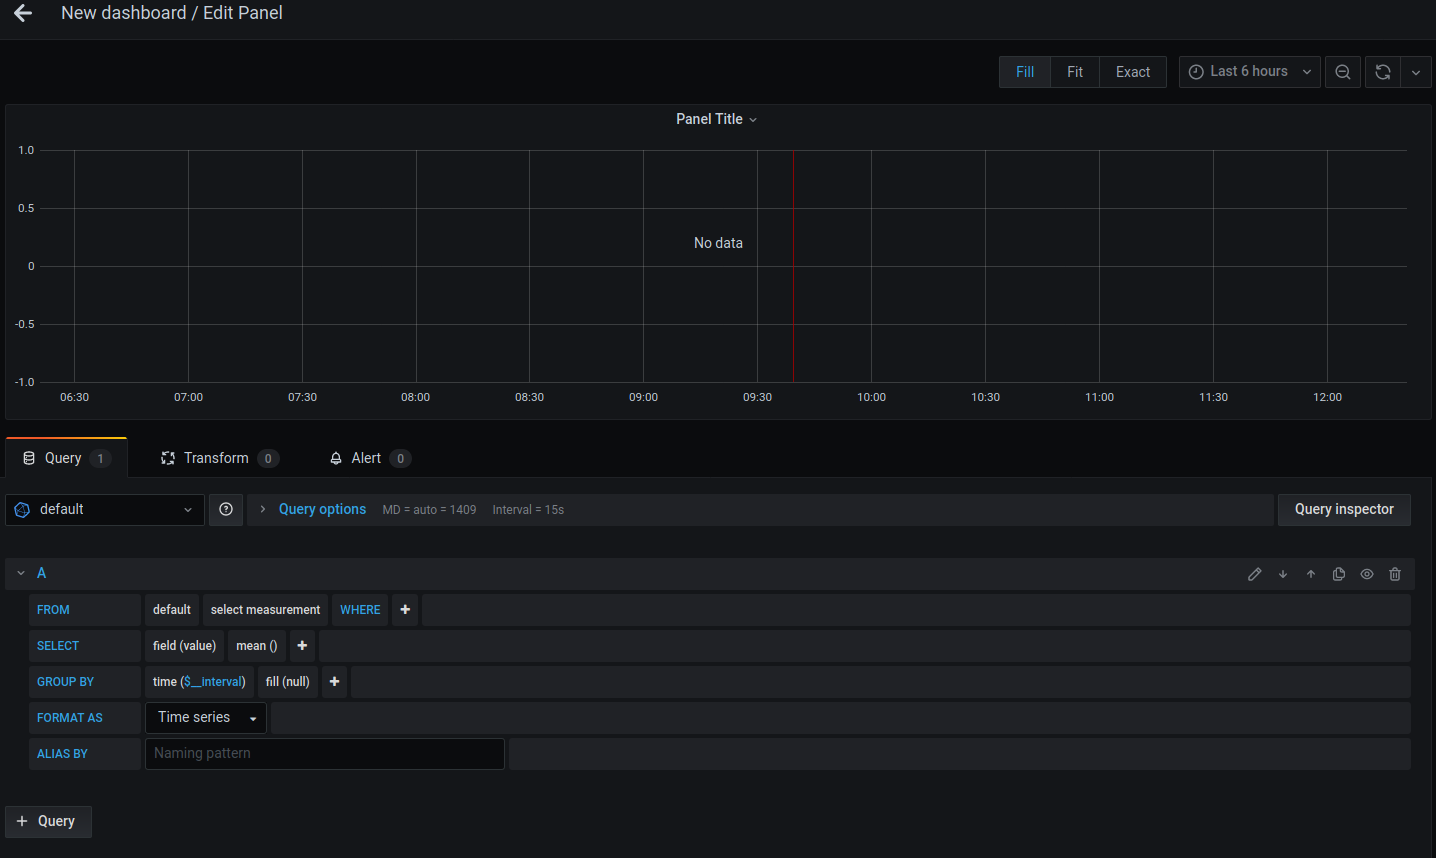 New dashboard / Edit Panel
Fill Fit Exact Last 6 hours
Panel Title
1.0
0.5
No data
0
-0.5
-1.0
06:30 07:00 07:30 08:00 08:30 09:00 09:30 10:00 10:30 11:00 11:30 12:00
Query 1 Transform 0 Alert 0
default Query options MD = auto = 1409 Interval = 15s Query inspector
A
FROM default select measurement WHERE +
SELECT field (value) mean () +
GROUP BY time ($__interval) fill (null) +
FORMAT AS Time series
ALIAS BY Naming pattern
+ Query